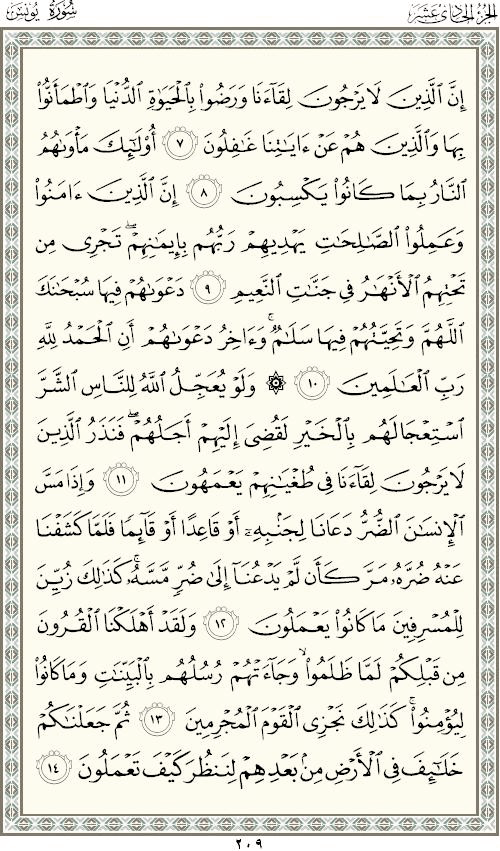 الجزء الحادي عشر
سُورَةُ يُونُسَ
إِنَّ ٱلَّذِينَ لَا يَرْجُونَ لِقَآءَنَا وَرَضُوا۟ بِٱلْحَيَوٰةِ ٱلدُّنْيَا وَٱطْمَأَنُّوا۟
بِهَا وَٱلَّذِينَ هُمْ عَنْ ءَايَٰتِنَا غَٰفِلُونَ ٧ أُو۟لَٰٓئِكَ مَأْوَىٰهُمُ
ٱلنَّارُ بِمَا كَانُوا۟ يَكْسِبُونَ ٨ إِنَّ ٱلَّذِينَ ءَامَنُوا۟
وَعَمِلُوا۟ ٱلصَّٰلِحَٰتِ يَهْدِيهِمْ رَبُّهُم بِإِيمَٰنِهِمْ ۖ تَجْرِى مِن
تَحْتِهِمُ ٱلْأَنْهَٰرُ فِى جَنَّٰتِ ٱلنَّعِيمِ ٩ دَعْوَىٰهُمْ فِيهَا سُبْحَٰنَكَ
ٱللَّهُمَّ وَتَحِيَّتُهُمْ فِيهَا سَلَٰمٌ ۚ وَءَاخِرُ دَعْوَىٰهُمْ أَنِ ٱلْحَمْدُ لِلَّهِ
رَبِّ ٱلْعَٰلَمِينَ ١٠ ۞ وَلَوْ يُعَجِّلُ ٱللَّهُ لِلنَّاسِ ٱلشَّرَّ
ٱسْتِعْجَالَهُم بِٱلْخَيْرِ لَقُضِىَ إِلَيْهِمْ أَجَلُهُمْ ۖ فَنَذَرُ ٱلَّذِينَ
لَا يَرْجُونَ لِقَآءَنَا فِى طُغْيَٰنِهِمْ يَعْمَهُونَ ١١ وَإِذَا مَسَّ
ٱلْإِنسَٰنَ ٱلضُّرُّ دَعَانَا لِجَنۢبِهِۦٓ أَوْ قَاعِدًا أَوْ قَآئِمًا فَلَمَّا كَشَفْنَا
عَنْهُ ضُرَّهُۥ مَرَّ كَأَن لَّمْ يَدْعُنَآ إِلَىٰ ضُرٍّ مَّسَّهُۥ ۚ كَذَٰلِكَ زُيِّنَ
لِلْمُسْرِفِينَ مَا كَانُوا۟ يَعْمَلُونَ ١٢ وَلَقَدْ أَهْلَكْنَا ٱلْقُرُونَ
مِن قَبْلِكُمْ لَمَّا ظَلَمُوا۟ ۙ وَجَآءَتْهُمْ رُسُلُهُم بِٱلْبَيِّنَٰتِ وَمَا كَانُوا۟
لِيُؤْمِنُوا۟ ۚ كَذَٰلِكَ نَجْزِى ٱلْقَوْمَ ٱلْمُجْرِمِينَ ١٣ ثُمَّ جَعَلْنَٰكُمْ
خَلَٰٓئِفَ فِى ٱلْأَرْضِ مِنۢ بَعْدِهِمْ لِنَنظُرَ كَيْفَ تَعْمَلُونَ ١٤
٢٠٩